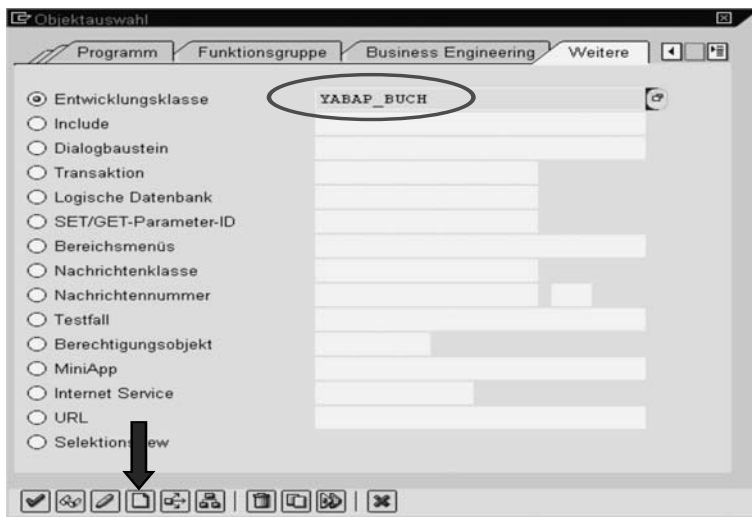 Objektauswahl
Programm Funktionsgruppe Business Engineering Weitere
Entwicklungsklasse YABAP_BUCH
Include
Dialogbaustein
Transaktion
Logische Datenbank
SET/GET-Parameter-ID
Bereichsmenüs
Nachrichtenklasse
Nachrichtennummer
Testfall
Berechtigungsobjekt
MiniApp
Internet Service
URL